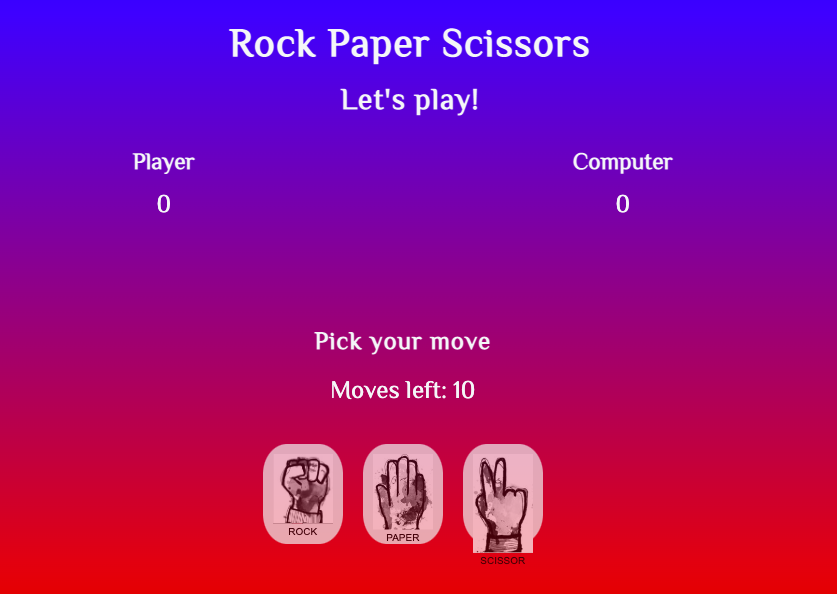 Rock Paper Scissors
Let's play!
Player
Computer
0
0
Pick your move
Moves left: 10
ROCK
PAPER
SCISSOR